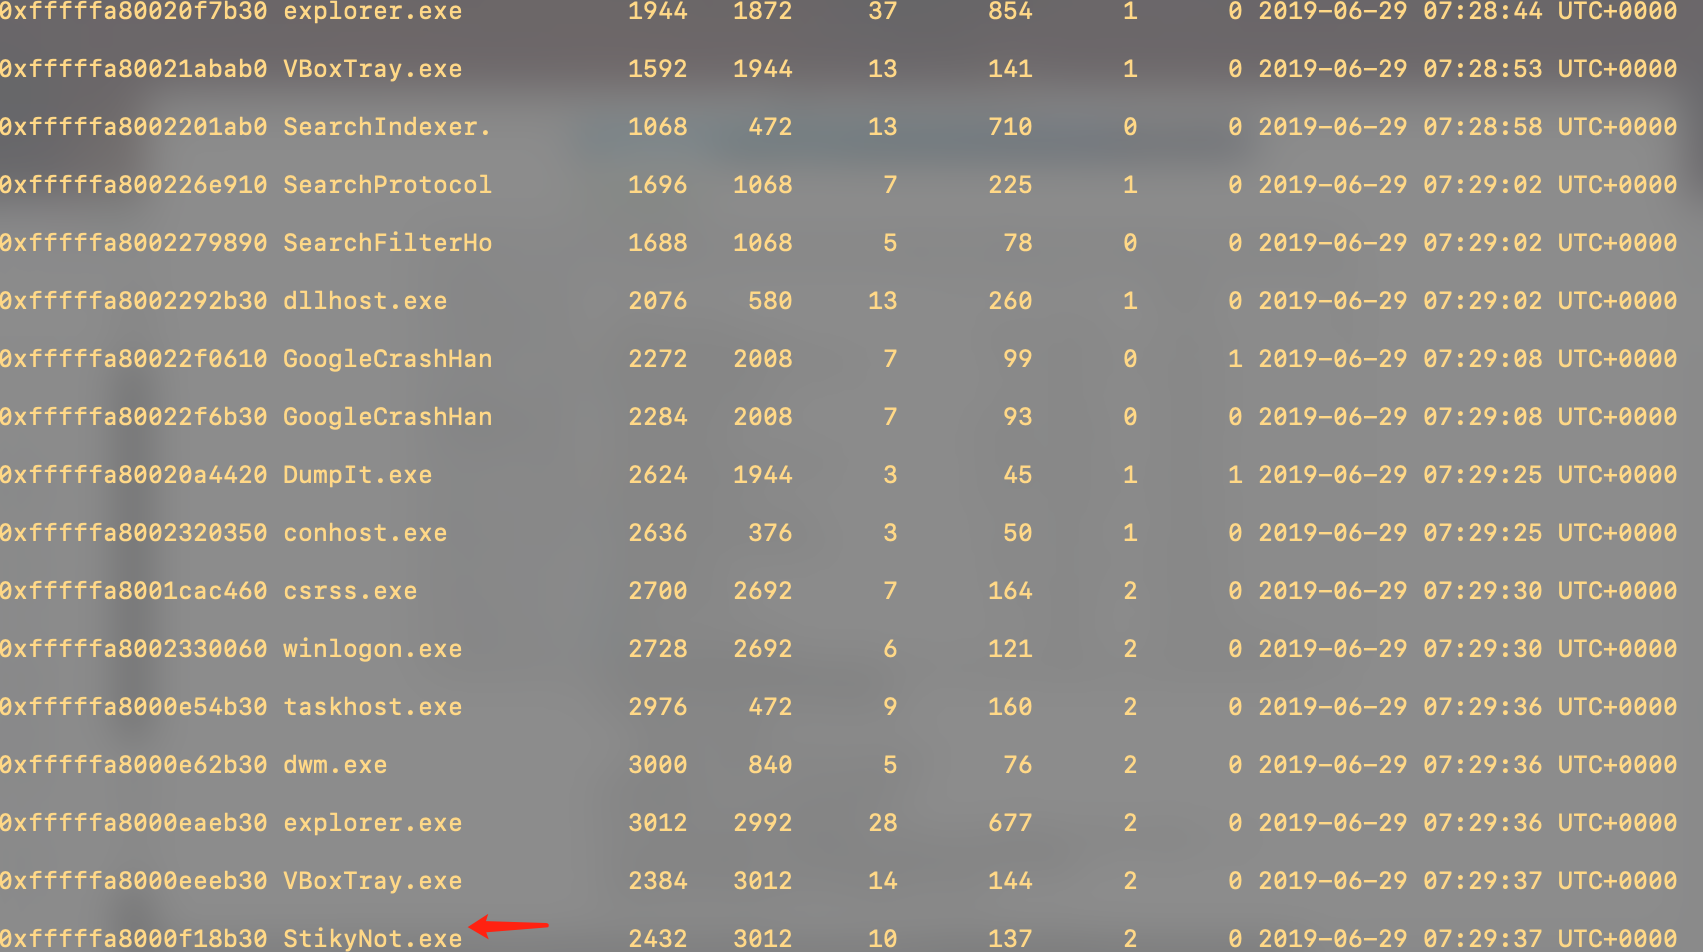 0xfffffa80020f7b30 explorer.exe 1944 1872 37 854 1 0 2019-06-29 07:28:44 UTC+0000
0xfffffa80021abab0 VBoxTray.exe 1592 1944 13 141 1 0 2019-06-29 07:28:53 UTC+0000
0xfffffa8002201ab0 SearchIndexer. 1068 472 13 710 0 0 2019-06-29 07:28:58 UTC+0000
0xfffffa800226e910 SearchProtocol 1696 1068 7 225 1 0 2019-06-29 07:29:02 UTC+0000
0xfffffa8002279890 SearchFilterHo 1688 1068 5 78 0 0 2019-06-29 07:29:02 UTC+0000
0xfffffa8002292b30 dllhost.exe 2076 580 13 260 1 0 2019-06-29 07:29:02 UTC+0000
0xfffffa80022f0610 GoogleCrashHan 2272 2008 7 99 0 1 2019-06-29 07:29:08 UTC+0000
0xfffffa80022f6b30 GoogleCrashHan 2284 2008 7 93 0 0 2019-06-29 07:29:08 UTC+0000
0xfffffa80020a4420 DumpIt.exe 2624 1944 3 45 1 1 2019-06-29 07:29:25 UTC+0000
0xfffffa8002320350 conhost.exe 2636 376 3 50 1 0 2019-06-29 07:29:25 UTC+0000
0xfffffa8001cac460 csrss.exe 2700 2692 7 164 2 0 2019-06-29 07:29:30 UTC+0000
0xfffffa8002330060 winlogon.exe 2728 2692 6 121 2 0 2019-06-29 07:29:30 UTC+0000
0xfffffa8000e54b30 taskhost.exe 2976 472 9 160 2 0 2019-06-29 07:29:36 UTC+0000
0xfffffa8000e62b30 dwm.exe 3000 840 5 76 2 0 2019-06-29 07:29:36 UTC+0000
0xfffffa8000eaeb30 explorer.exe 3012 2992 28 677 2 0 2019-06-29 07:29:36 UTC+0000
0xfffffa8000eeeb30 VBoxTray.exe 2384 3012 14 144 2 0 2019-06-29 07:29:37 UTC+0000
0xfffffa8000f18b30 StikyNot.exe 2432 3012 10 137 2 0 2019-06-29 07:29:37 UTC+0000